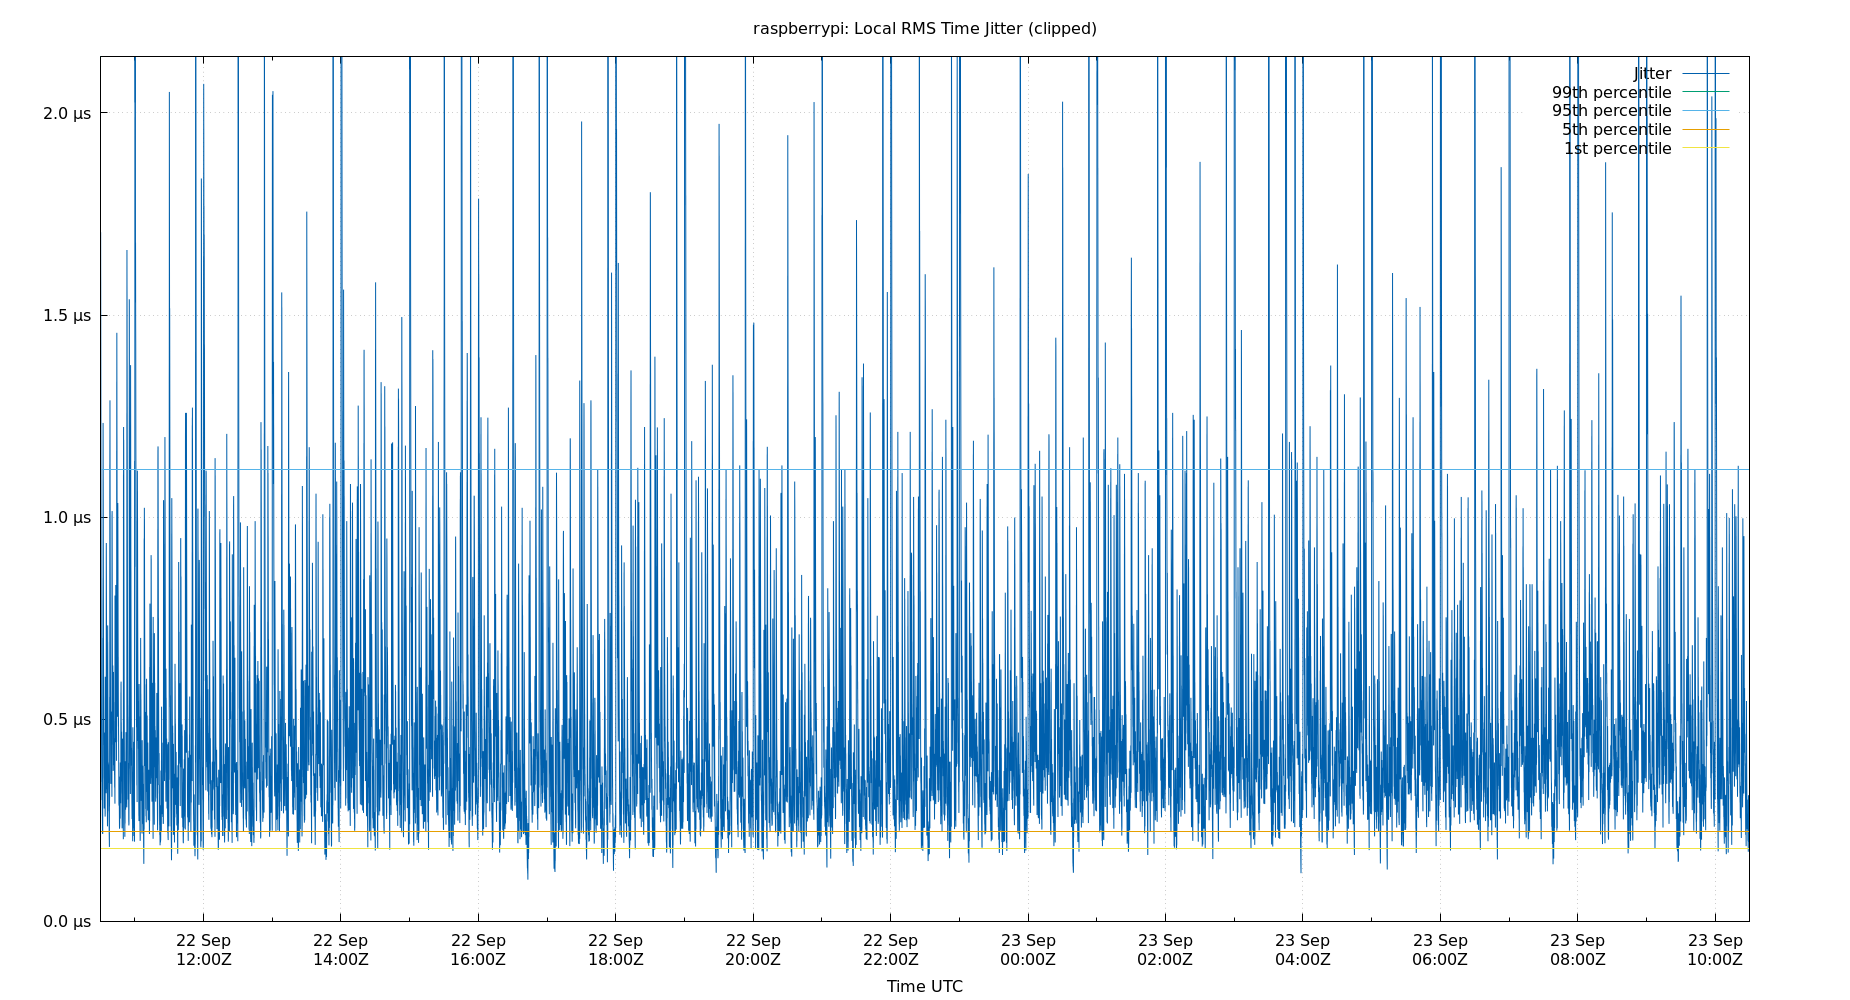 raspberrypi: Local RMS Time Jitter (clipped)
Jitter
99th percentile
95th percentile
5th percentile
1st percentile
2.0 µs
1.5 µs
1.0 µs
0.5 µs
0.0 µs
22 Sep 22 Sep 22 Sep 22 Sep 22 Sep 22 Sep 23 Sep 23 Sep 23 Sep 23 Sep 23 Sep 23 Sep
12:00Z 14:00Z 16:00Z 18:00Z 20:00Z 22:00Z 00:00Z 02:00Z 04:00Z 06:00Z 08:00Z 10:00Z
Time UTC